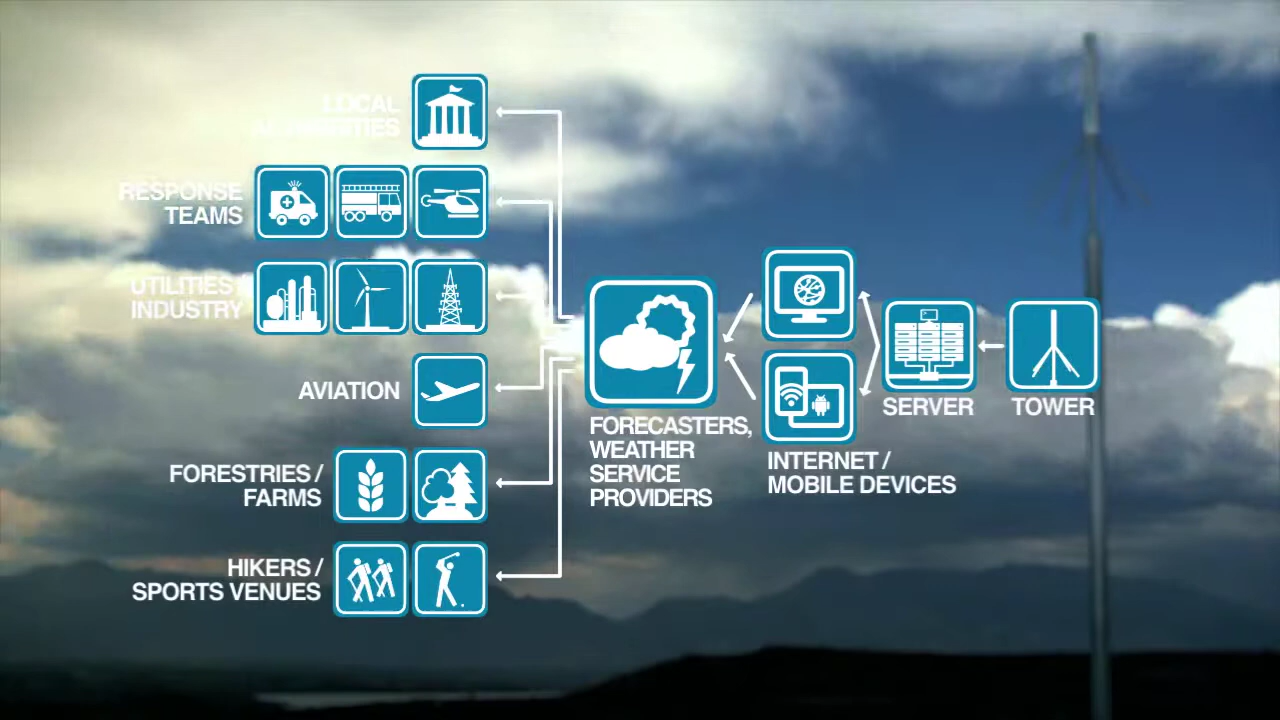 LOCAL
AUTHORITIES
RESPONSE
TEAMS
UTILITIES /
INDUSTRY
AVIATION
FORESTRIES /
FARMS
HIKERS /
SPORTS VENUES
FORECASTERS,
WEATHER
SERVICE
PROVIDERS
INTERNET /
MOBILE DEVICES
SERVER
TOWER